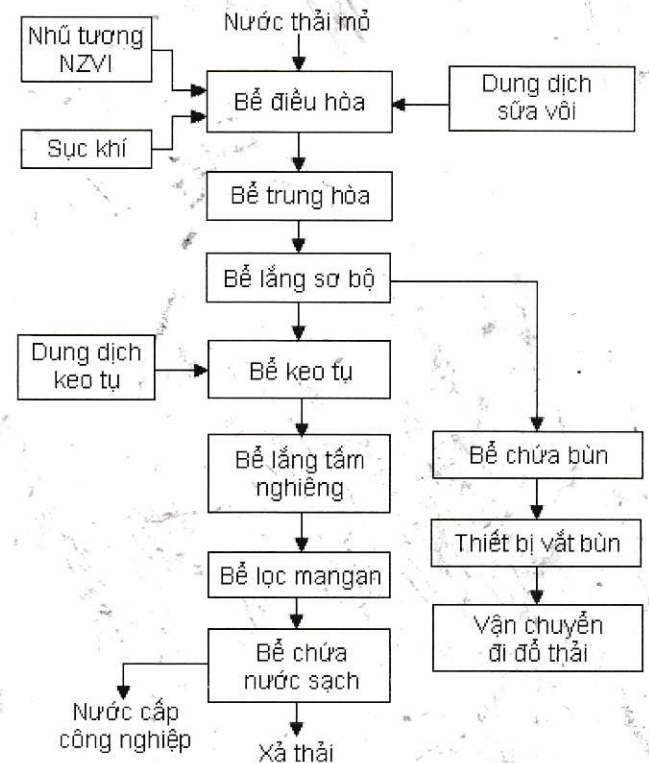 Nước thải mỏ
Nhũ tương
NZVI
Bể điều hòa
Dung dịch
sữa vôi
Sục khí
Bể trung hòa
Bể lắng sơ bộ
Dung dịch
keo tụ
Bể keo tụ
Bể lắng tấm
nghiêng
Bể chứa bùn
Thiết bị vắt bùn
Bể lọc mangan
Vận chuyển
đi đổ thải
Bể chứa
nước sạch
Nước cấp
công nghiệp
Xả thải